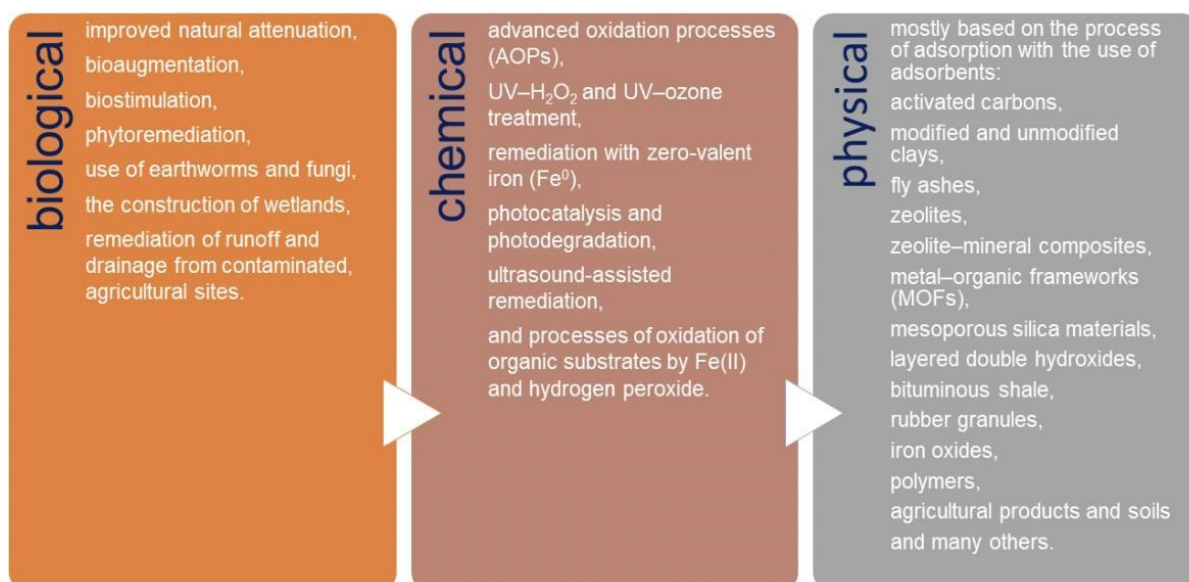 biological
improved natural attenuation,
bioaugmentation,
biostimulation,
phytoremediation,
use of earthworms and fungi,
the construction of wetlands,
remediation of runoff and
drainage from contaminated,
agricultural sites.
chemical
advanced oxidation processes
(AOPs),
UV–H₂O₂ and UV–ozone
treatment,
remediation with zero-valent
iron (Fe⁰),
photocatalysis and
photodegradation,
ultrasound-assisted
remediation,
and processes of oxidation of
organic substrates by Fe(II)
and hydrogen peroxide.
physical
mostly based on the process
of adsorption with the use of
adsorbents:
activated carbons,
modified and unmodified
clays,
fly ashes,
zeolites,
zeolite–mineral composites,
metal–organic frameworks
(MOFs),
mesoporous silica materials,
layered double hydroxides,
bituminous shale,
rubber granules,
iron oxides,
polymers,
agricultural products and soils
and many others.